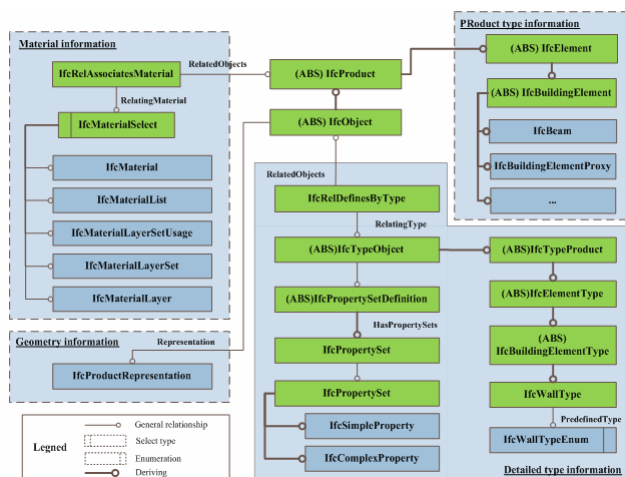 Material information
IfcRelAssociatesMaterial
RelatedObjects
RelatingMaterial
IfcMaterialSelect
IfcMaterial
IfcMaterialList
IfcMaterialLayerSetUsage
IfcMaterialLayerSet
IfcMaterialLayer
Geometry information
Representation
IfcProductRepresentation
Legned
General relationship
Select type
Enumeration
Deriving
(ABS) IfcProduct
(ABS) IfcObject
RelatedObjects
IfcRelDefinesByType
RelatingType
(ABS)IfcTypeObject
(ABS)IfcPropertySetDefinition
HasPropertySets
IfcPropertySet
IfcPropertySet
IfcSimpleProperty
IfcComplexProperty
PRoduct type information
(ABS) IfcElement
(ABS) IfcBuildingElement
IfcBeam
IfcBuildingElementProxy
...
(ABS)IfcTypeProduct
(ABS)IfcElementType
(ABS)
IfcBuildingElementType
IfcWallType
PredefinedType
IfcWallTypeEnum
Detailed type information